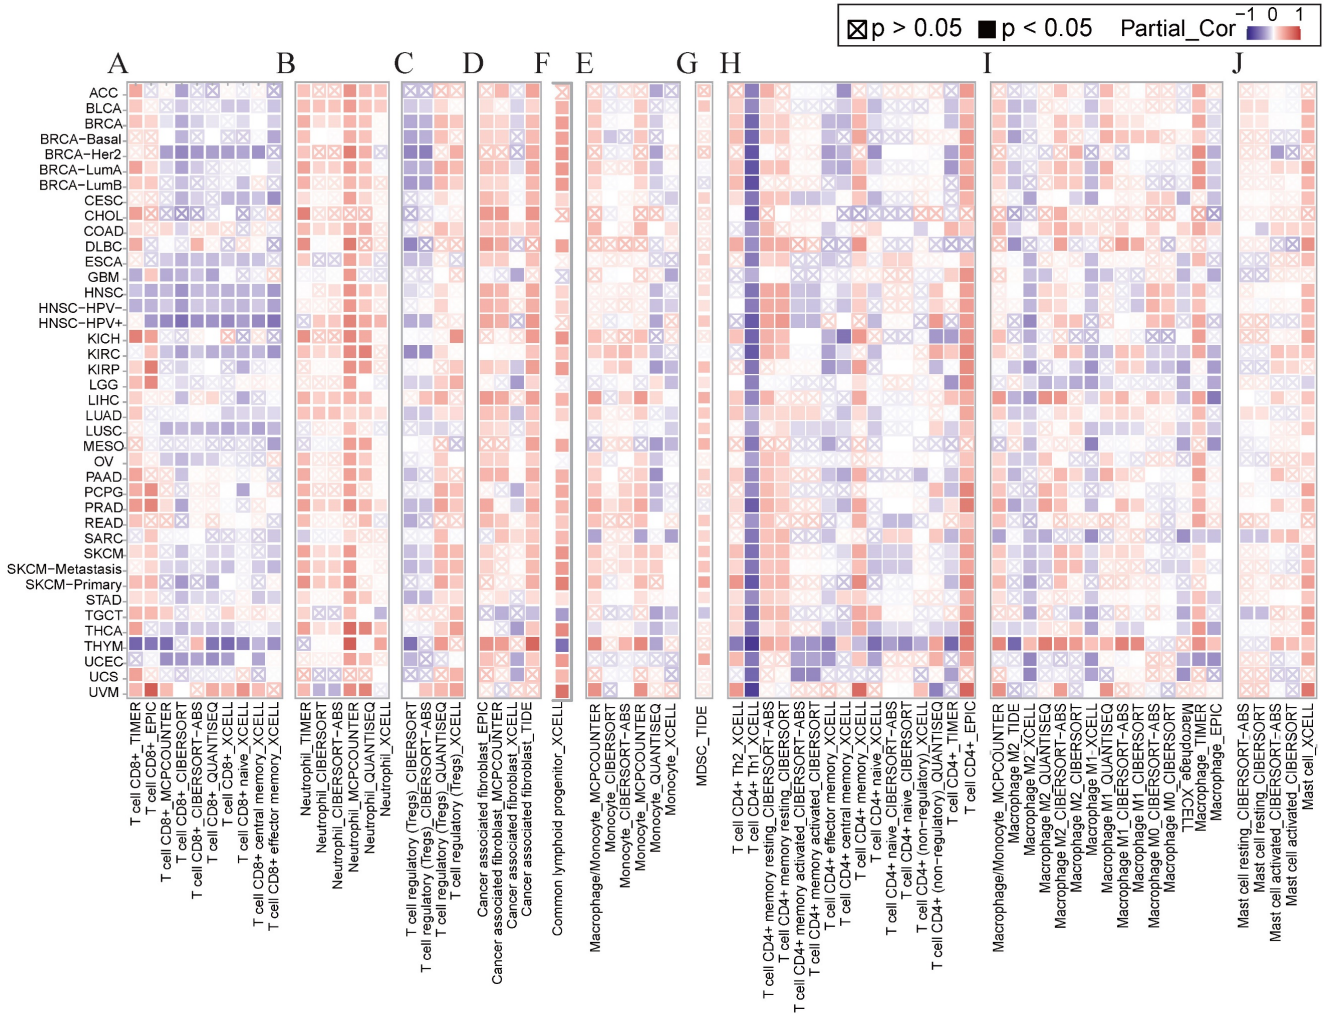 p > 0.05 p < 0.05 Partial_Cor −1 0 1
A B C D F E G H I J
ACC
BLCA
BRCA
BRCA−Basal
BRCA−Her2
BRCA−LumA
BRCA−LumB
CESC
CHOL
COAD
DLBC
ESCA
GBM
HNSC
HNSC−HPV−
HNSC−HPV+
KICH
KIRC
KIRP
LGG
LIHC
LUAD
LUSC
MESO
OV
PAAD
PCPG
PRAD
READ
SARC
SKCM
SKCM−Metastasis
SKCM−Primary
STAD
TGCT
THCA
THYM
UCEC
UCS
UVM
T cell CD8+_TIMER
T cell CD8+_EPIC
T cell CD8+_MCPCOUNTER
T cell CD8+_CIBERSORT
T cell CD8+_CIBERSORT−ABS
T cell CD8+_QUANTISEQ
T cell CD8+_XCELL
T cell CD8+ naive_XCELL
T cell CD8+ central memory_XCELL
T cell CD8+ effector memory_XCELL
Neutrophil_TIMER
Neutrophil_CIBERSORT
Neutrophil_CIBERSORT−ABS
Neutrophil_MCPCOUNTER
Neutrophil_QUANTISEQ
Neutrophil_XCELL
T cell regulatory (Tregs)_CIBERSORT
T cell regulatory (Tregs)_CIBERSORT−ABS
T cell regulatory (Tregs)_QUANTISEQ
T cell regulatory (Tregs)_XCELL
Cancer associated fibroblast_EPIC
Cancer associated fibroblast_MCPCOUNTER
Cancer associated fibroblast_XCELL
Cancer associated fibroblast_TIDE
Common lymphoid progenitor_XCELL
Macrophage/Monocyte_MCPCOUNTER
Monocyte_CIBERSORT
Monocyte_CIBERSORT−ABS
Monocyte_MCPCOUNTER
Monocyte_QUANTISEQ
Monocyte_XCELL
MDSC_TIDE
T cell CD4+ Th2_XCELL
T cell CD4+ Th1_XCELL
T cell CD4+ memory resting_CIBERSORT−ABS
T cell CD4+ memory resting_CIBERSORT
T cell CD4+ memory activated_CIBERSORT−ABS
T cell CD4+ memory activated_CIBERSORT
T cell CD4+ effector memory_XCELL
T cell CD4+ central memory_XCELL
T cell CD4+ memory_XCELL
T cell CD4+ naive_XCELL
T cell CD4+ naive_CIBERSORT−ABS
T cell CD4+ naive_CIBERSORT
T cell CD4+ (non−regulatory)_XCELL
T cell CD4+ (non−regulatory)_QUANTISEQ
T cell CD4+_TIMER
T cell CD4+_EPIC
Macrophage/Monocyte_MCPCOUNTER
Macrophage M2_TIDE
Macrophage M2_XCELL
Macrophage M2_QUANTISEQ
Macrophage M2_CIBERSORT−ABS
Macrophage M2_CIBERSORT
Macrophage M1_XCELL
Macrophage M1_QUANTISEQ
Macrophage M1_CIBERSORT−ABS
Macrophage M1_CIBERSORT
Macrophage M0_CIBERSORT−ABS
Macrophage M0_CIBERSORT
Macrophage_XCELL
Macrophage_TIMER
Macrophage_EPIC
Mast cell resting_CIBERSORT−ABS
Mast cell resting_CIBERSORT
Mast cell activated_CIBERSORT−ABS
Mast cell activated_CIBERSORT
Mast cell_XCELL